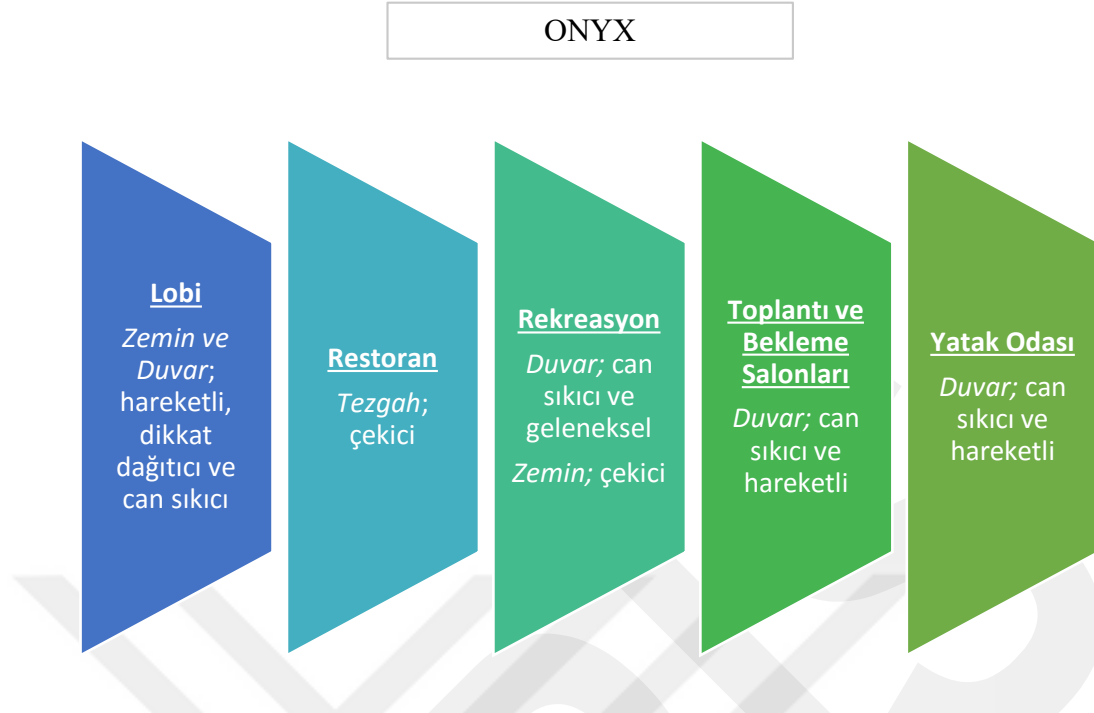 ONYX
Lobi
Zemin ve
Duvar;
hareketli,
dikkat
dağıtıcı ve
can sıkıcı
Restoran
Tezgah;
çekici
Rekreasyon
Duvar; can
sıkıcı ve
geleneksel
Zemin; çekici
Toplantı ve
Bekleme
Salonları
Duvar; can
sıkıcı ve
hareketli
Yatak Odası
Duvar; can
sıkıcı ve
hareketli